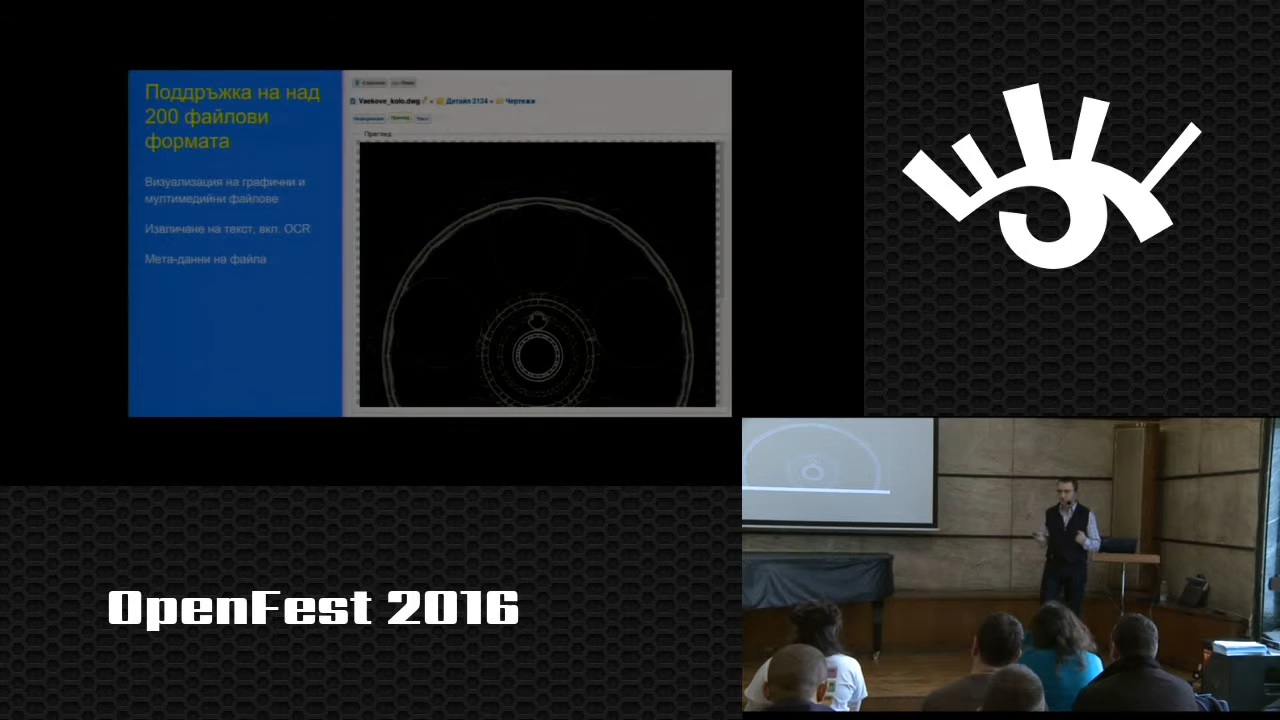 Поддръжка на над
200 файлови
формата
Визуализация на графични и
мултимедийни файлове
Извличане на текст, вкл. OCR
Мета-данни на файла
Vaekove_kolo.dwg
Детайл 2134 » Чертежи
Преглед
OpenFest 2016